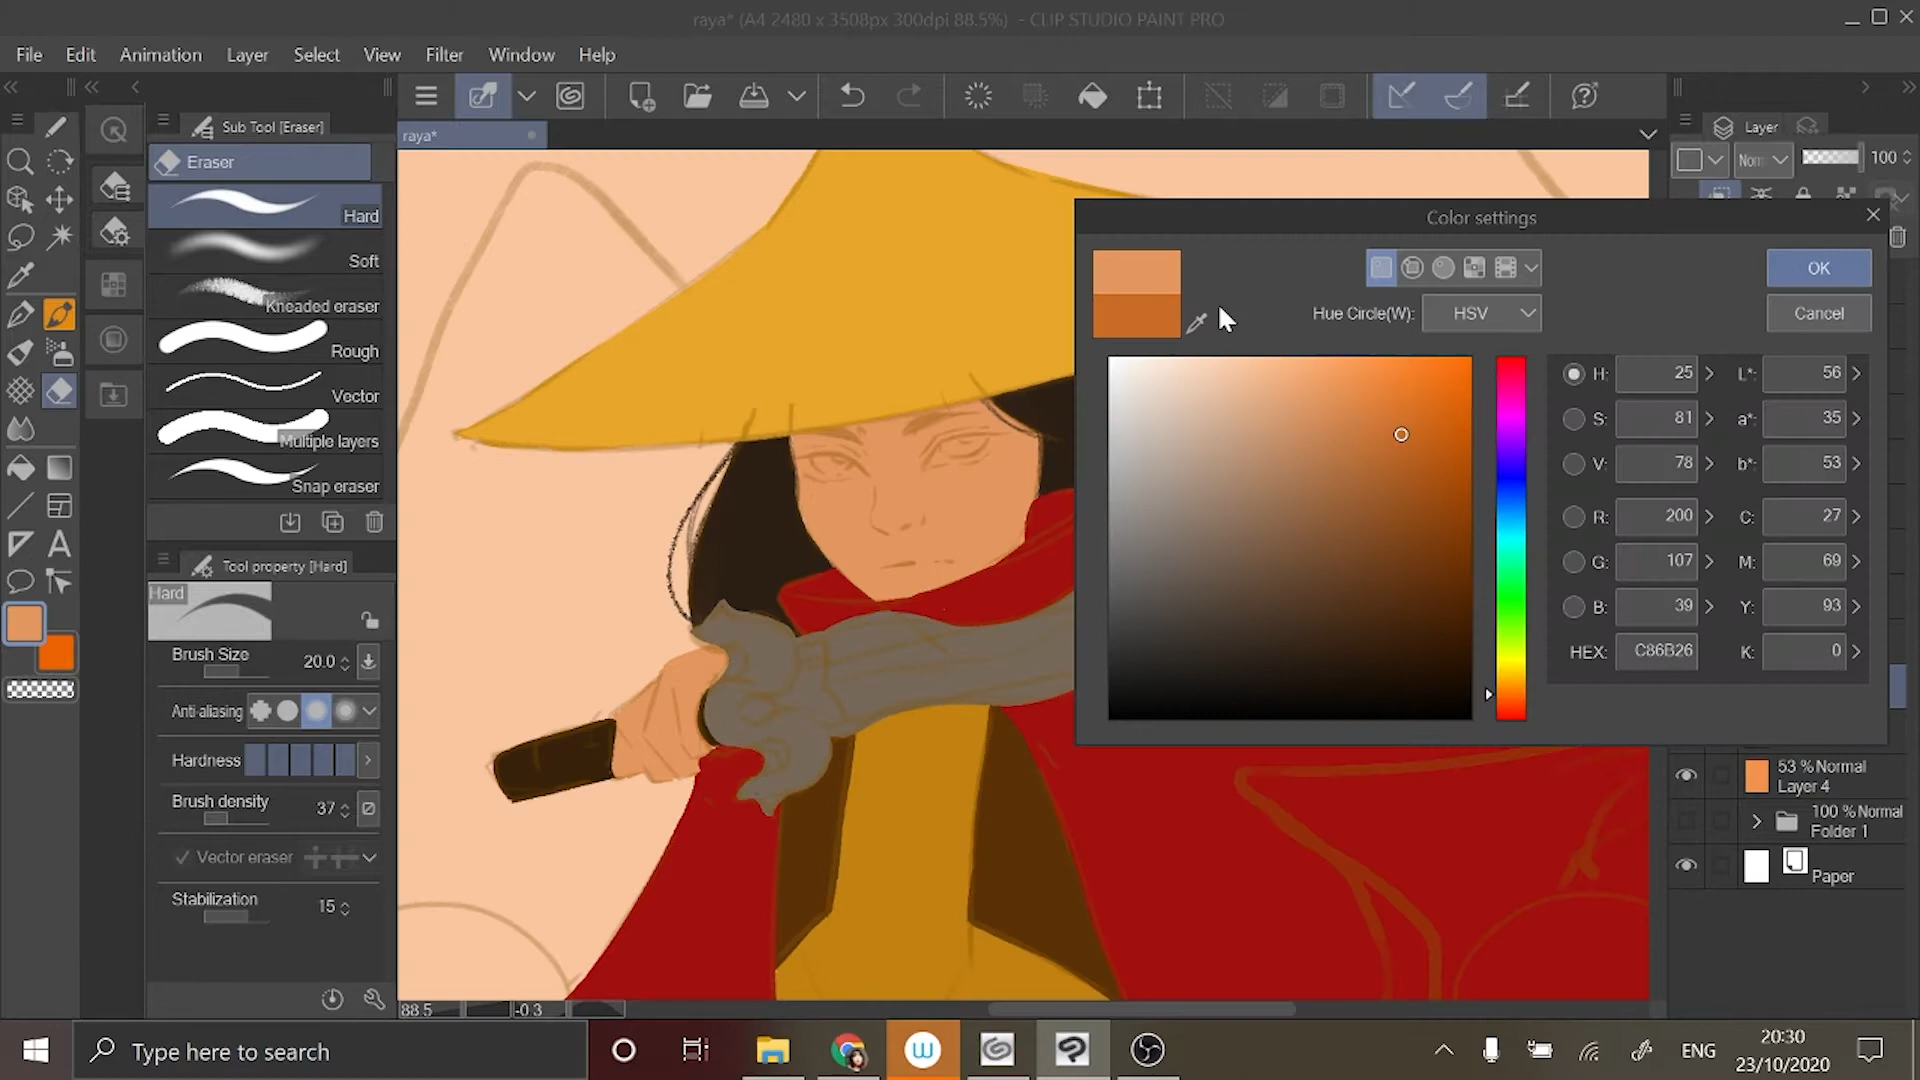 raya* (A4 2480 x 3508px 300dpi 88.5%) - CLIP STUDIO PAINT PRO
File Edit Animation Layer Select View Filter Window Help
Sub Tool [Eraser]
Eraser
Hard
Soft
Kneaded eraser
Rough
Vector
Multiple layers
Snap eraser
Tool property [Hard]
Hard
Brush Size 20.0
Anti-aliasing
Hardness
Brush density 37
Vector eraser
Stabilization 15
raya*
88.5 -0.3
Color settings
OK
Hue Circle(W): HSV
Cancel
H: 25 L*: 56
S: 81 a*: 35
V: 78 b*: 53
R: 200 C: 27
G: 107 M: 69
B: 39 Y: 93
HEX: C86B26 K: 0
Layer
Nom 100
53 % Normal
Layer 4
100 % Normal
Folder 1
Paper
Type here to search
ENG
20:30
23/10/2020